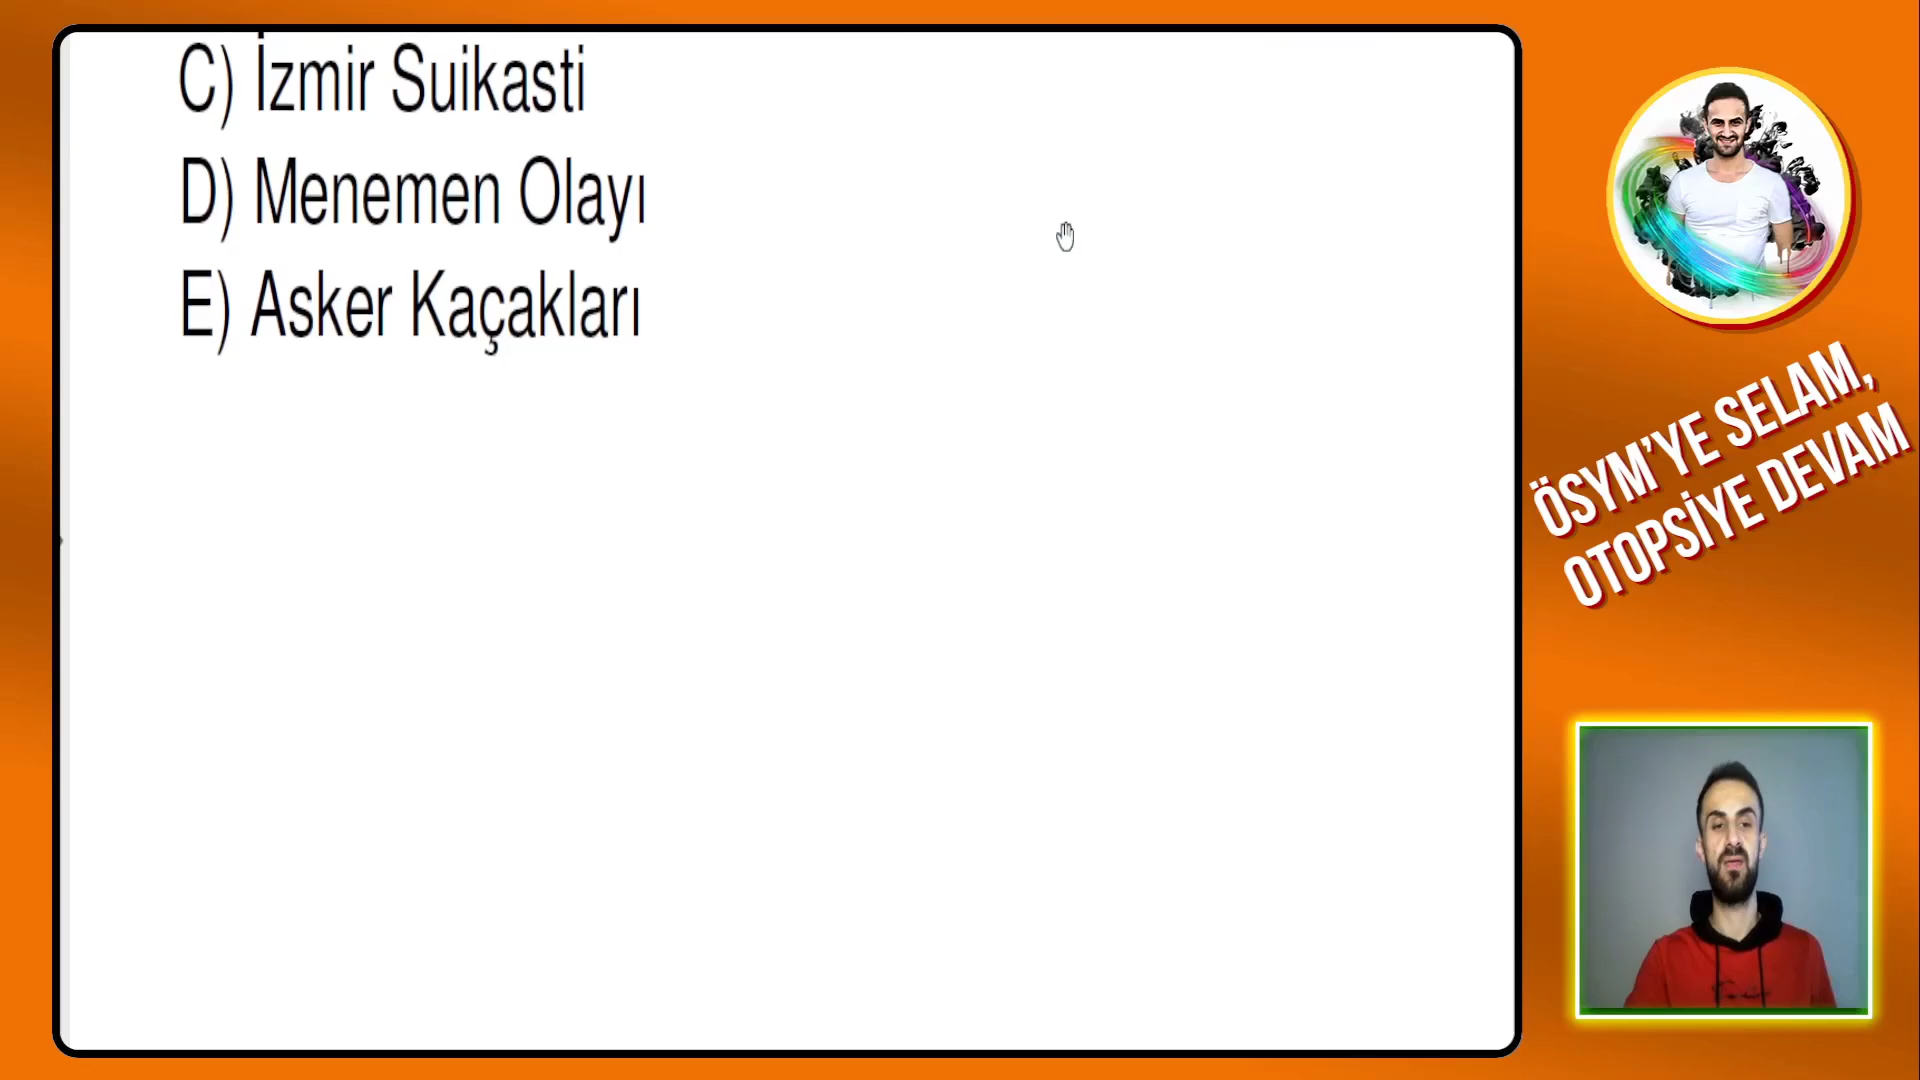 C) İzmir Suikasti
D) Menemen Olayı
E) Asker Kaçakları
ÖSYM'YE SELAM,
OTOPSİYE DEVAM